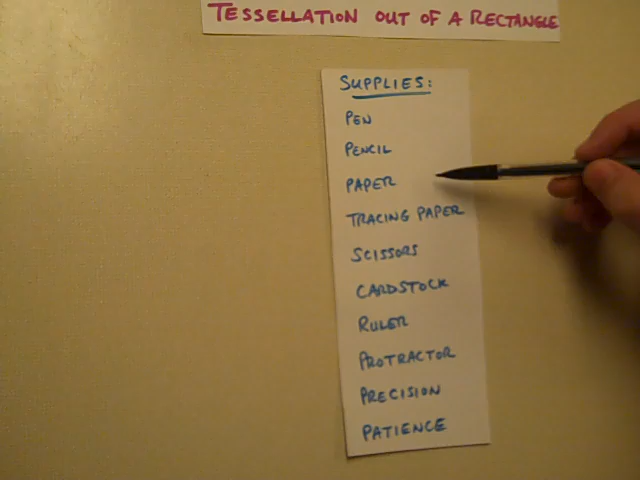 TESSELLATION OUT OF A RECTANGLE
SUPPLIES:
PEN
PENCIL
PAPER
TRACING PAPER
SCISSORS
CARDSTOCK
RULER
PROTRACTOR
PRECISION
PATIENCE